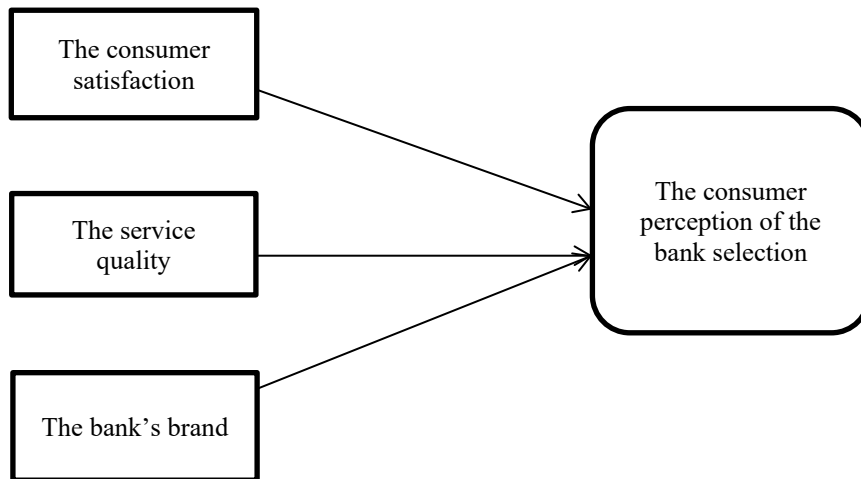 The consumer
satisfaction
The service
quality
The bank’s brand
The consumer
perception of the
bank selection